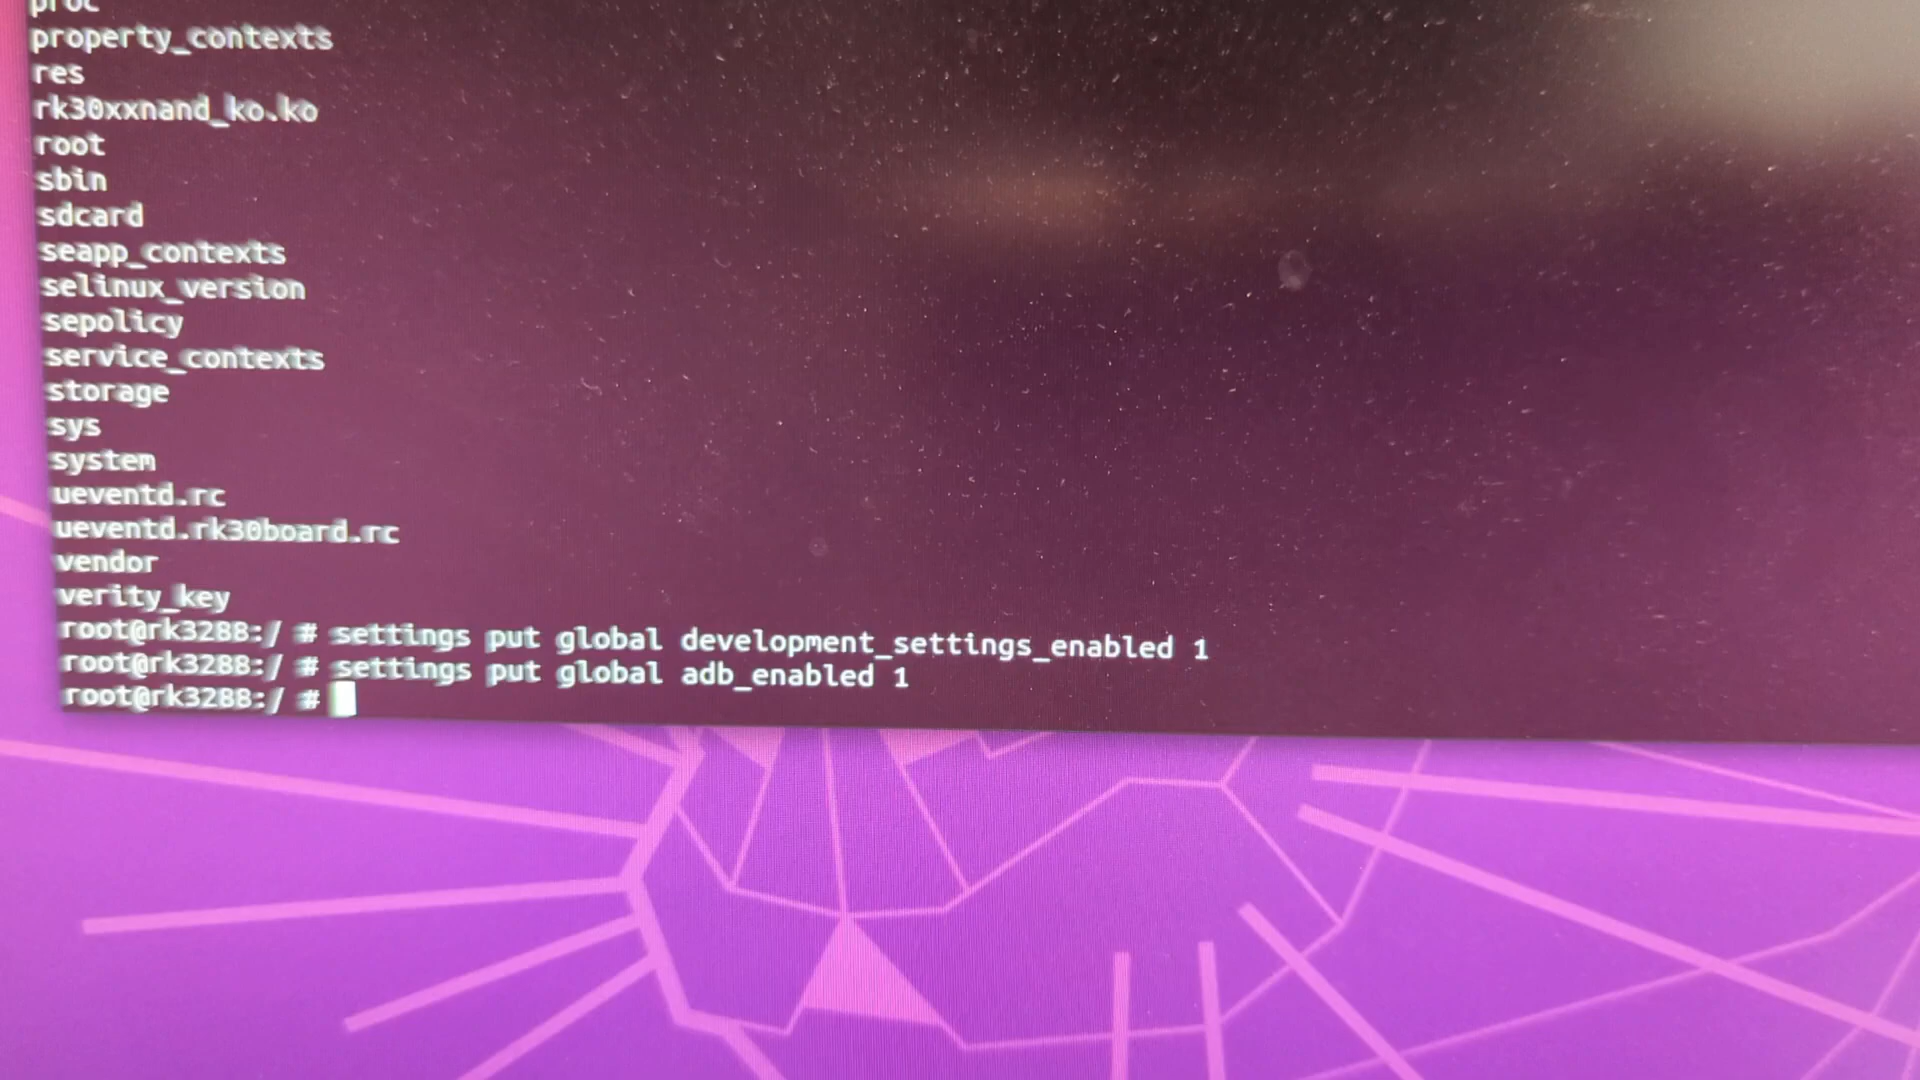 proc
property_contexts
res
rk30xxnand_ko.ko
root
sbin
sdcard
seapp_contexts
selinux_version
sepolicy
service_contexts
storage
sys
system
ueventd.rc
ueventd.rk30board.rc
vendor
verity_key
root@rk3288:/ # settings put global development_settings_enabled 1
root@rk3288:/ # settings put global adb_enabled 1
root@rk3288:/ #